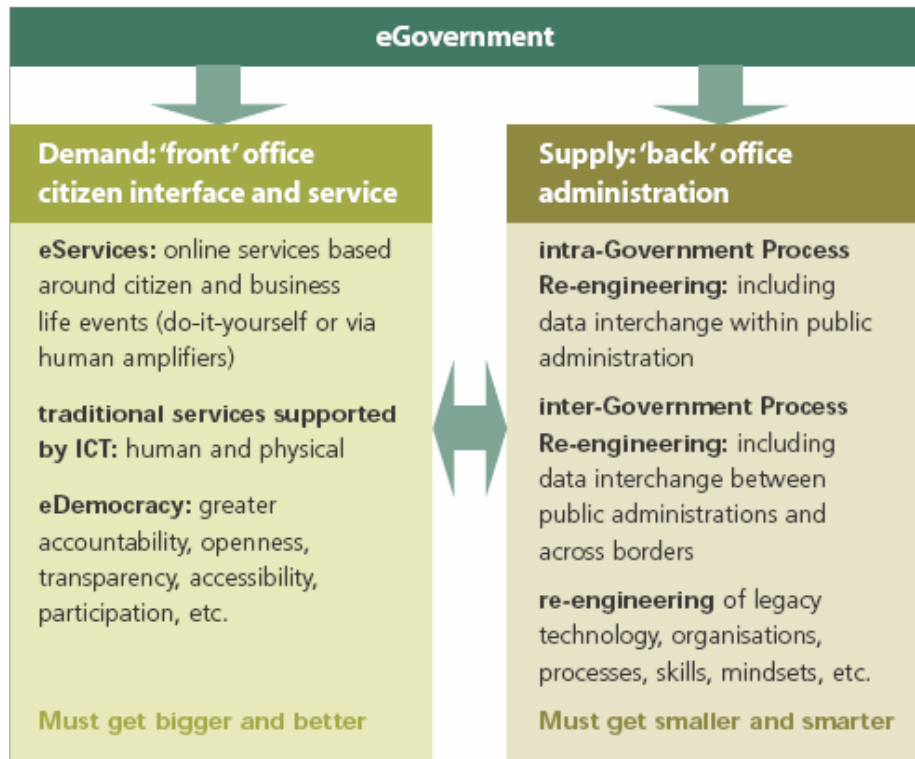 eGovernment
Demand: ‘front’ office
citizen interface and service
eServices: online services based
around citizen and business
life events (do-it-yourself or via
human amplifiers)
traditional services supported
by ICT: human and physical
eDemocracy: greater
accountability, openness,
transparency, accessibility,
participation, etc.
Must get bigger and better
Supply: ‘back’ office
administration
intra-Government Process
Re-engineering: including
data interchange within public
administration
inter-Government Process
Re-engineering: including
data interchange between
public administrations and
across borders
re-engineering of legacy
technology, organisations,
processes, skills, mindsets, etc.
Must get smaller and smarter